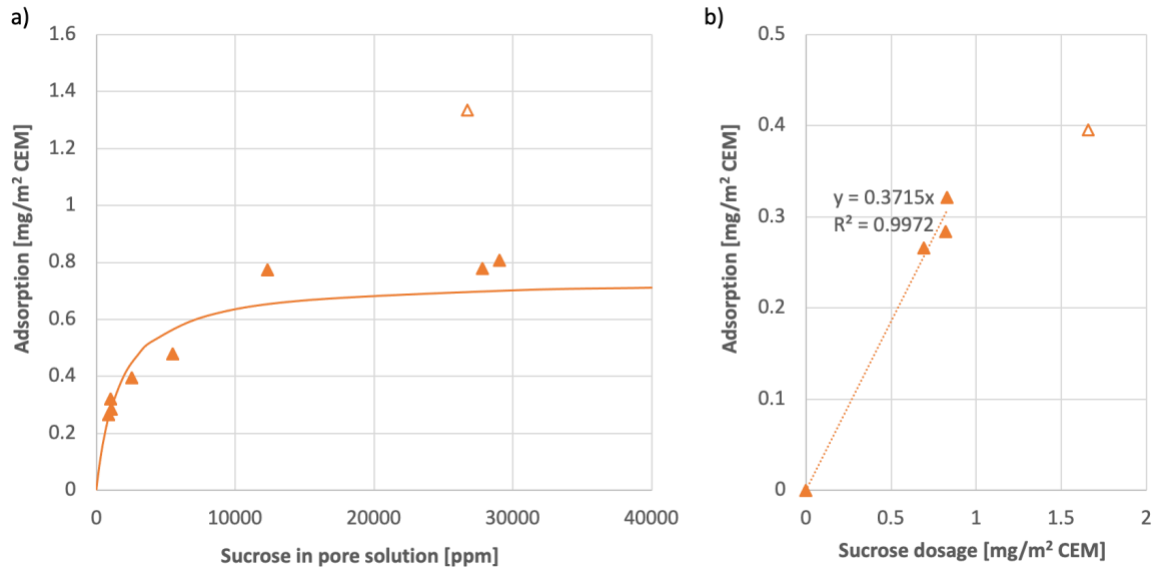 a)
1.6
1.4
1.2
1
0.8
0.6
0.4
0.2
0
Adsorption [mg/m² CEM]
0 10000 20000 30000 40000
Sucrose in pore solution [ppm]
b)
0.5
0.4
0.3
0.2
0.1
0
Adsorption [mg/m² CEM]
y = 0.3715x
R² = 0.9972
0 0.5 1 1.5 2
Sucrose dosage [mg/m² CEM]